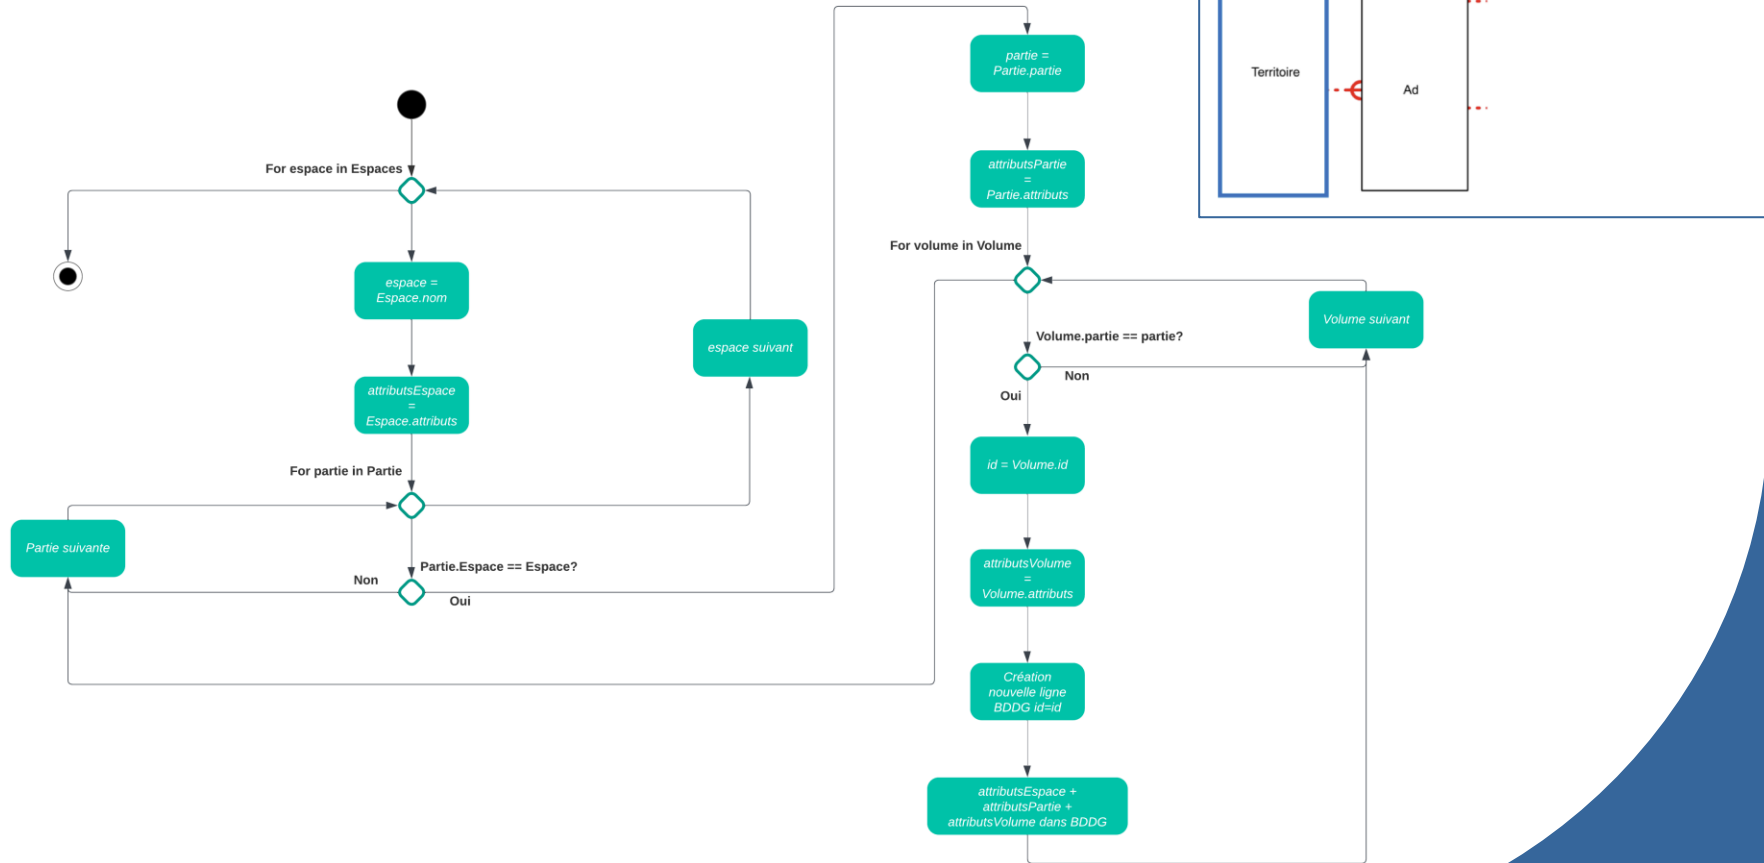 For espace in Espaces
espace =
Espace.nom
attributsEspace
=
Espace.attributs
espace suivant
For partie in Partie
Partie suivante
Partie.Espace == Espace?
Non
Oui
partie =
Partie.partie
attributsPartie
=
Partie.attributs
For volume in Volume
Volume suivant
Volume.partie == partie?
Non
Oui
id = Volume.id
attributsVolume
=
Volume.attributs
Création
nouvelle ligne
BDDG id=id
attributsEspace +
attributsPartie +
attributsVolume dans BDDG
Territoire
Ad